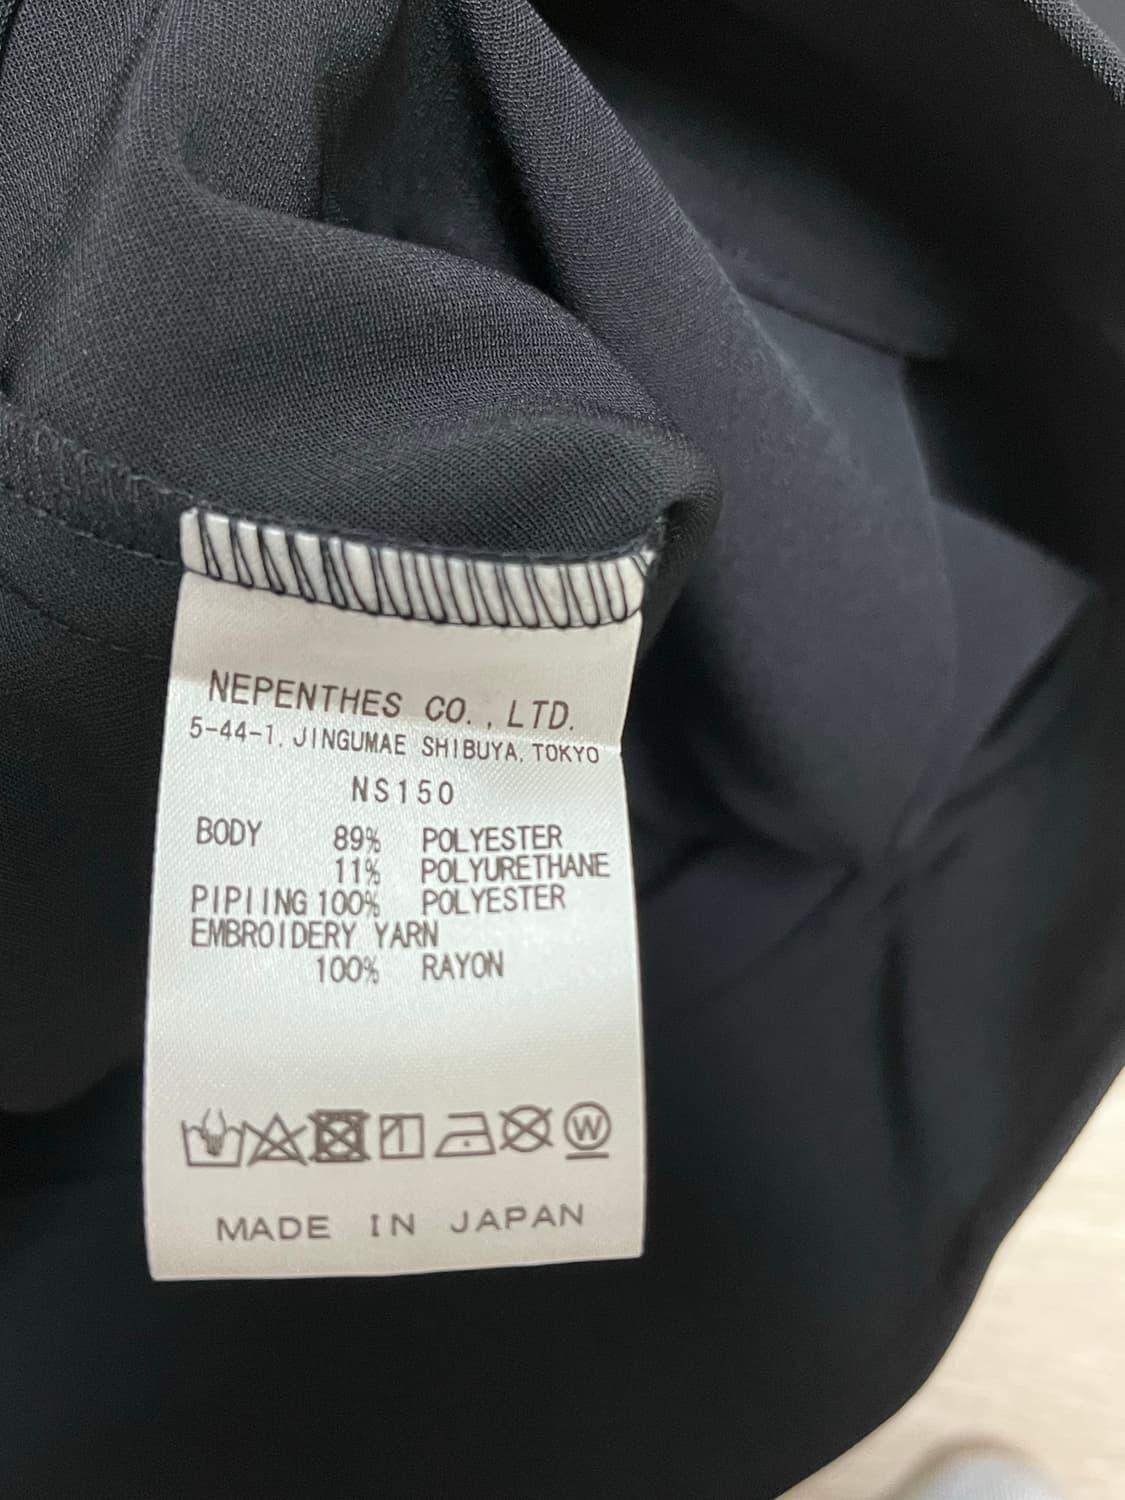 NEPENTHES CO., LTD.
5-44-1, JINGUMAE SHIBUYA, TOKYO
NS150
BODY 89% POLYESTER
11% POLYURETHANE
PIPIING 100% POLYESTER
EMBROIDERY YARN
100% RAYON
W
MADE IN JAPAN